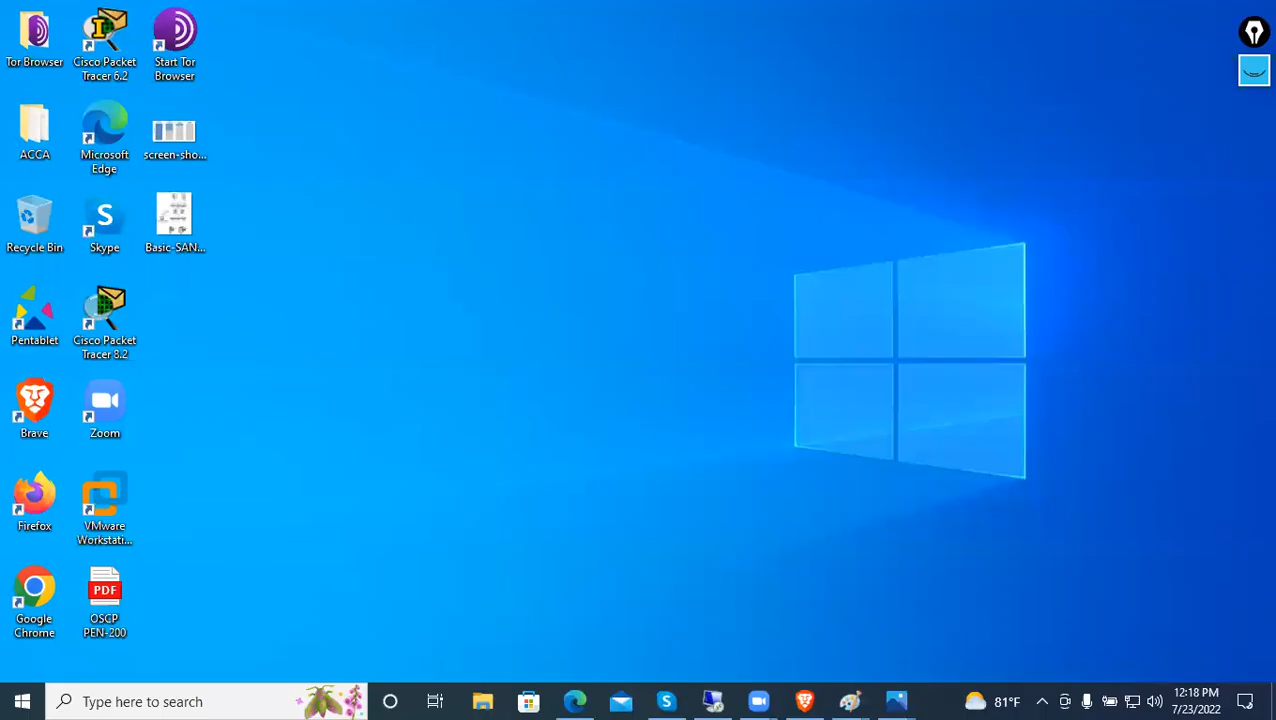 Tor Browser
Cisco Packet
Tracer 6.2
Start Tor
Browser
ACCA
Microsoft
Edge
screen-sho...
Recycle Bin
S
Skype
Basic-SAN...
Pentablet
Cisco Packet
Tracer 8.2
Brave
Zoom
Firefox
VMware
Workstati...
Google
Chrome
PDF
OSCP
PEN-200
Type here to search
S
81°F
12:18 PM
7/23/2022